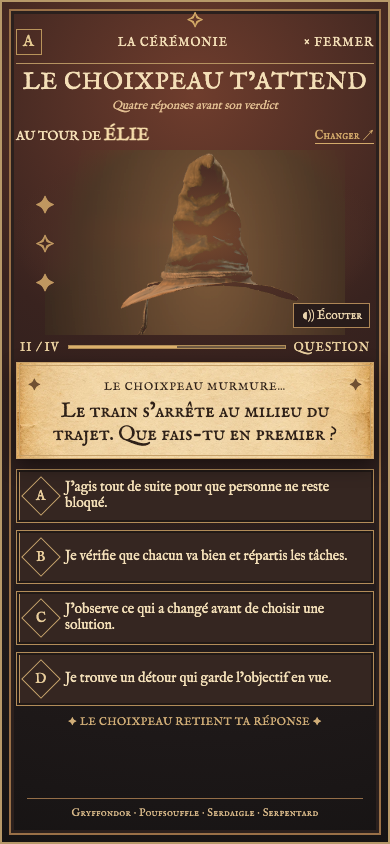 A
LA CÉRÉMONIE
× FERMER
LE CHOIXPEAU T'ATTEND
Quatre réponses avant son verdict
AU TOUR DE ÉLIE
Changer ↗
Écouter
II / IV
QUESTION
LE CHOIXPEAU MURMURE…
Le train s'arrête au milieu du
trajet. Que fais-tu en premier ?
A
J'agis tout de suite pour que personne ne reste
bloqué.
B
Je vérifie que chacun va bien et répartis les tâches.
C
J'observe ce qui a changé avant de choisir une
solution.
D
Je trouve un détour qui garde l'objectif en vue.
✦ LE CHOIXPEAU RETIENT TA RÉPONSE ✦
Gryffondor · Poufsouffle · Serdaigle · Serpentard